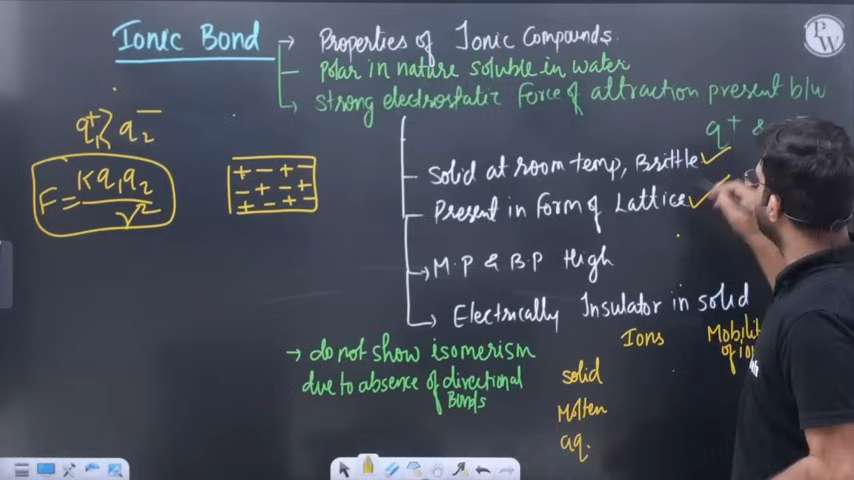 Ionic Bond → Properties of Ionic Compounds.
Polar in nature soluble in water
strong electrostatic Force of attraction present b/w
q+ &
q1+ q2−
F = Kq1q2/r2
+ − + −
− + − +
+ − + −
Solid at room temp, Brittle ✓
Present in Form of Lattice ✓
M.P & B.P High
Electrically Insulator in solid
→ do not show isomerism
due to absence of directional
Bonds
Ions
solid
Molten
aq.
PW